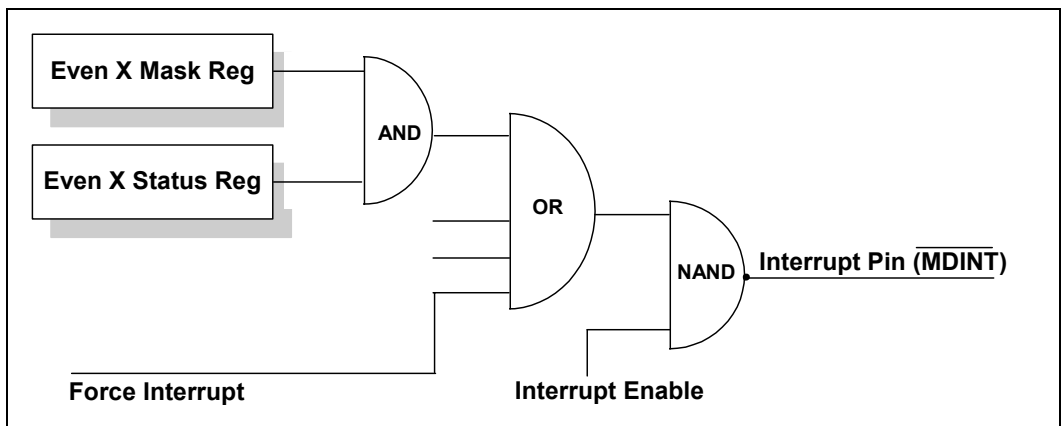 Even X Mask Reg
AND
Even X Status Reg
OR
NAND
Interrupt Pin (MDINT)
Force Interrupt
Interrupt Enable